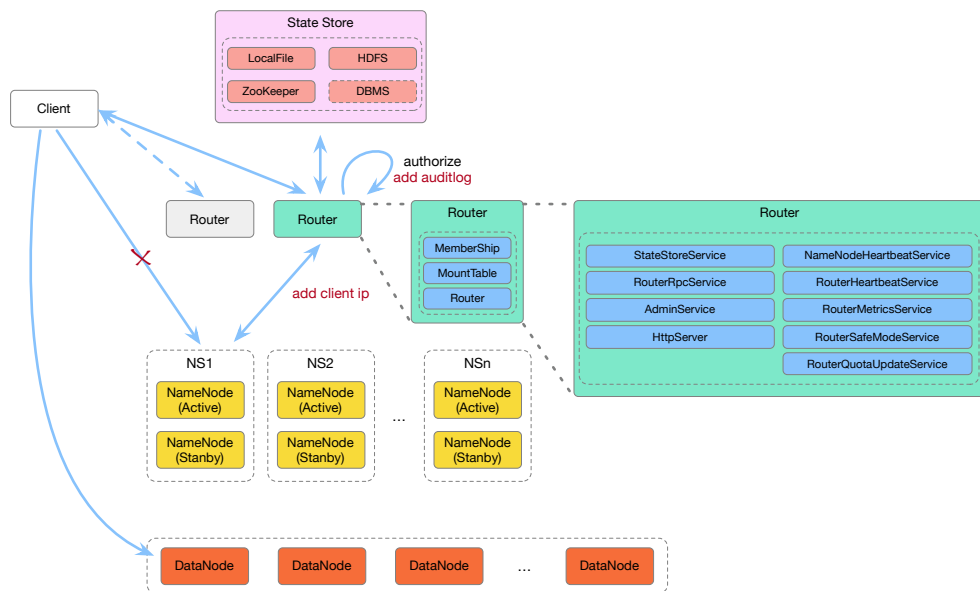 State Store
LocalFile
HDFS
ZooKeeper
DBMS
Client
authorize
add auditlog
Router
Router
Router
MemberShip
MountTable
Router
Router
StateStoreService
NameNodeHeartbeatService
RouterRpcService
RouterHeartbeatService
AdminService
RouterMetricsService
HttpServer
RouterSafeModeService
RouterQuotaUpdateService
add client ip
NS1
NS2
NSn
NameNode
(Active)
NameNode
(Active)
NameNode
(Active)
...
NameNode
(Stanby)
NameNode
(Stanby)
NameNode
(Stanby)
DataNode
DataNode
DataNode
...
DataNode